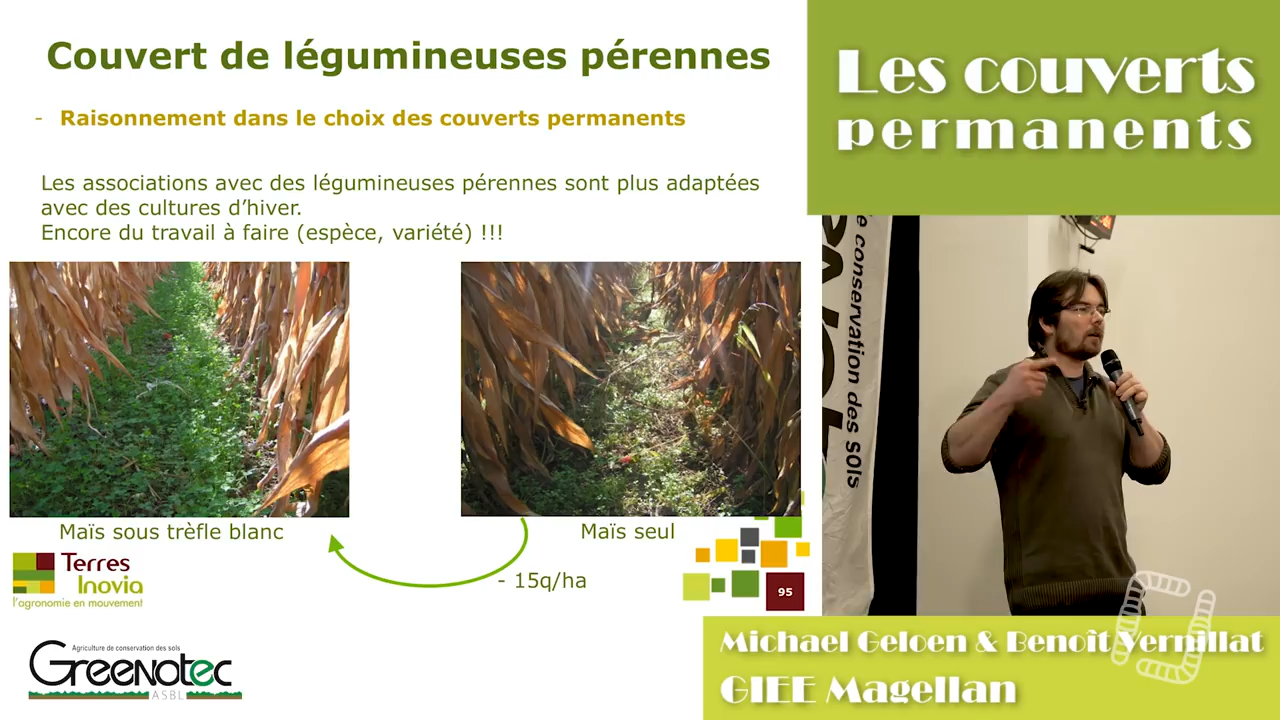 Couvert de légumineuses pérennes
- Raisonnement dans le choix des couverts permanents
Les associations avec des légumineuses pérennes sont plus adaptées
avec des cultures d'hiver.
Encore du travail à faire (espèce, variété) !!!
Maïs sous trèfle blanc
Maïs seul
- 15q/ha
Terres
Inovia
l'agronomie en mouvement
95
Agriculture de conservation des sols
Greenotec
ASBL
Les couverts
permanents
e conservation des sols
Michael Geloen & Benoît Vernillat
GIEE Magellan